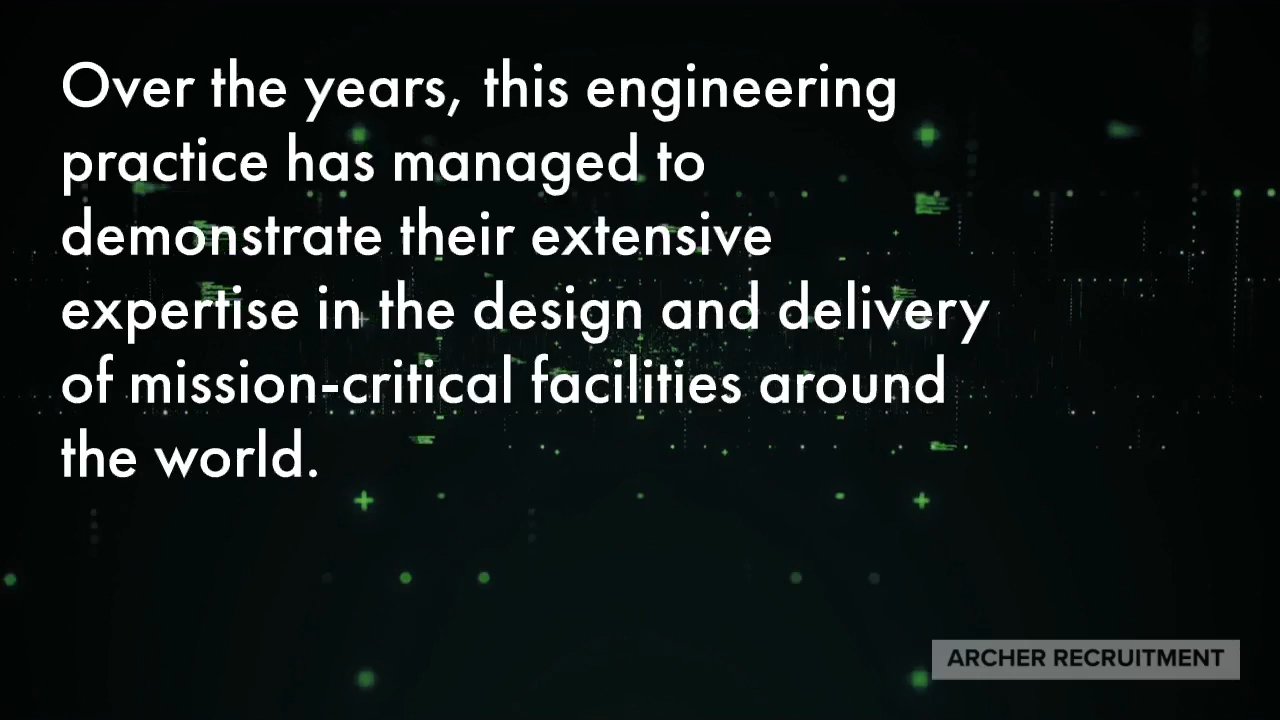 Over the years, this engineering
practice has managed to
demonstrate their extensive
expertise in the design and delivery
of mission-critical facilities around
the world.
ARCHER RECRUITMENT